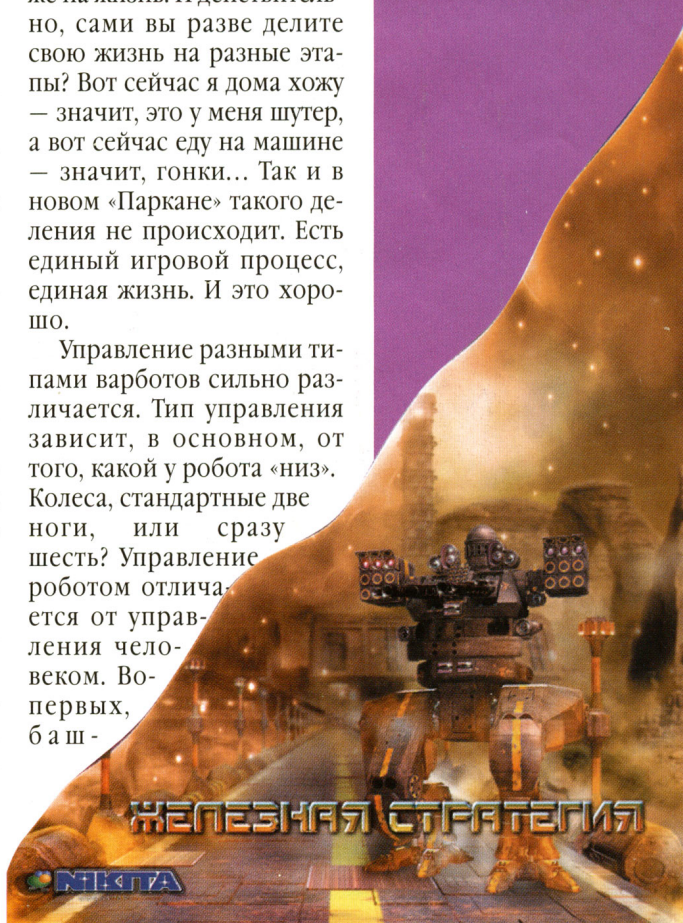 но, сами вы разве делите
свою жизнь на разные эта-
пы? Вот сейчас я дома хожу
— значит, это у меня шутер,
а вот сейчас еду на машине
— значит, гонки... Так и в
новом «Паркане» такого де-
ления не происходит. Есть
единый игровой процесс,
единая жизнь. И это хоро-
шо.
Управление разными ти-
пами варботов сильно раз-
личается. Тип управления
зависит, в основном, от
того, какой у робота «низ».
Колеса, стандартные две
ноги, или сразу
шесть? Управление
роботом отлича-
ется от управ-
ления чело-
веком. Во-
первых,
баш-
ЖЕЛЕЗНАЯ СТРАТЕГИЯ
NIKITA